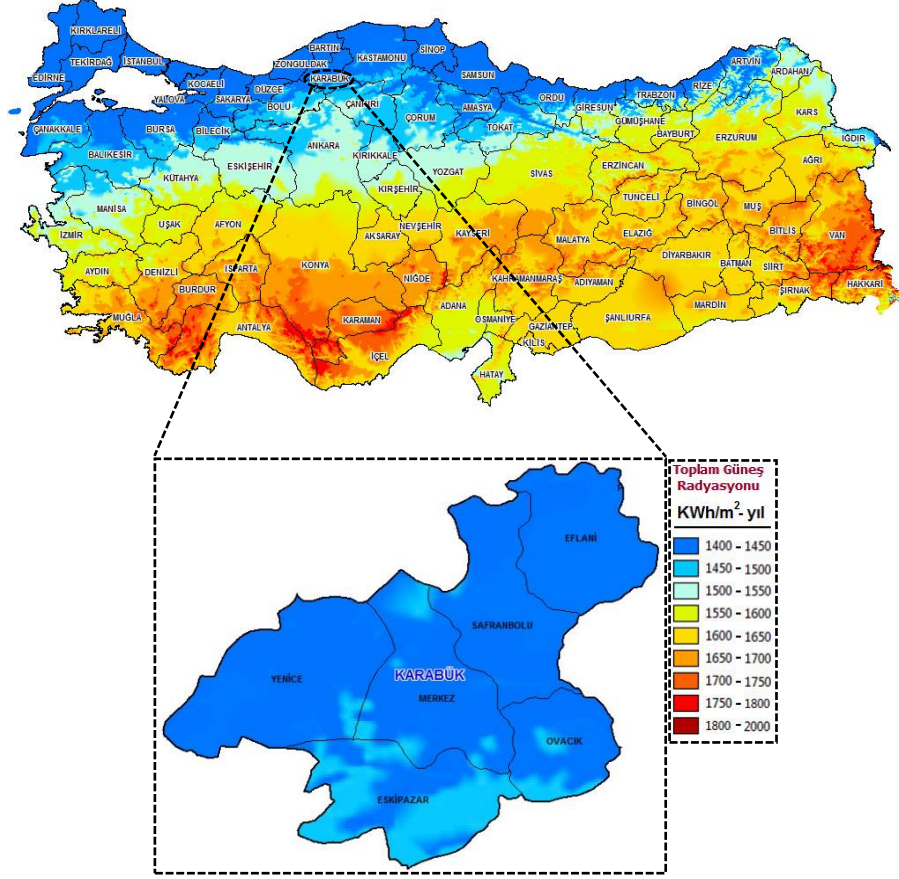 KIRKLARELİ
TEKİRDAĞ
İSTANBUL
EDİRNE
KOCAELİ
YALOVA
SAKARYA
DÜZCE
BOLU
ZONGULDAK
BARTIN
KARABÜK
KASTAMONU
SİNOP
SAMSUN
ÇANKIRI
ÇORUM
AMASYA
TOKAT
ORDU
GİRESUN
TRABZON
RİZE
ARTVİN
ARDAHAN
KARS
GÜMÜŞHANE
BAYBURT
ERZURUM
IĞDIR
AĞRI
ÇANAKKALE
BURSA
BİLECİK
BALIKESİR
ESKİŞEHİR
KÜTAHYA
ANKARA
KIRIKKALE
YOZGAT
KIRŞEHİR
SİVAS
ERZİNCAN
TUNCELİ
BİNGÖL
MUŞ
MANİSA
UŞAK
AFYON
İZMİR
AKSARAY
NEVŞEHİR
KAYSERİ
MALATYA
ELAZIĞ
BİTLİS
VAN
DİYARBAKIR
BATMAN
SİİRT
AYDIN
DENİZLİ
ISPARTA
BURDUR
KONYA
NİĞDE
KAHRAMANMARAŞ
ADIYAMAN
ŞIRNAK
HAKKARİ
MARDİN
ŞANLIURFA
MUĞLA
ANTALYA
KARAMAN
İÇEL
ADANA
OSMANİYE
GAZİANTEP
KİLİS
HATAY
Toplam Güneş
Radyasyonu
KWh/m²- yıl
1400 - 1450
1450 - 1500
1500 - 1550
1550 - 1600
1600 - 1650
1650 - 1700
1700 - 1750
1750 - 1800
1800 - 2000
EFLANİ
SAFRANBOLU
YENİCE
KARABÜK
MERKEZ
OVACIK
ESKİPAZAR